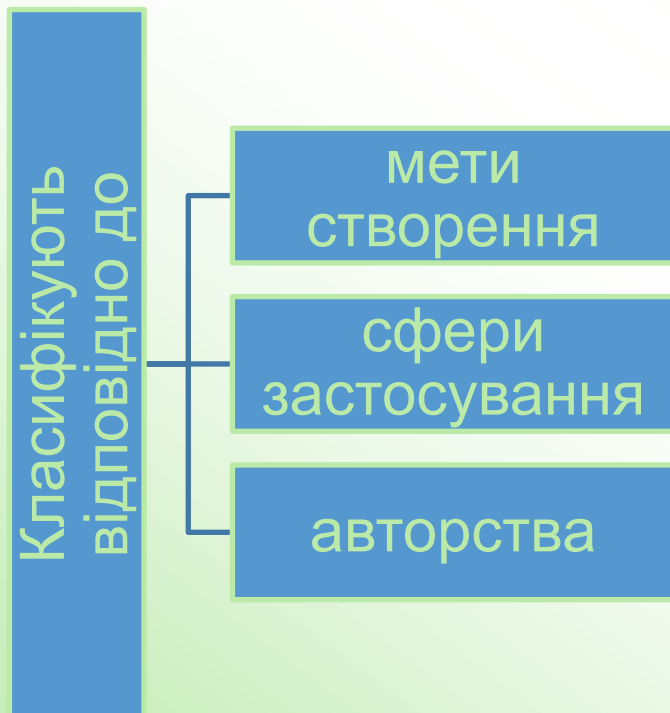 Класифікують
відповідно до
мети
створення
сфери
застосування
авторства